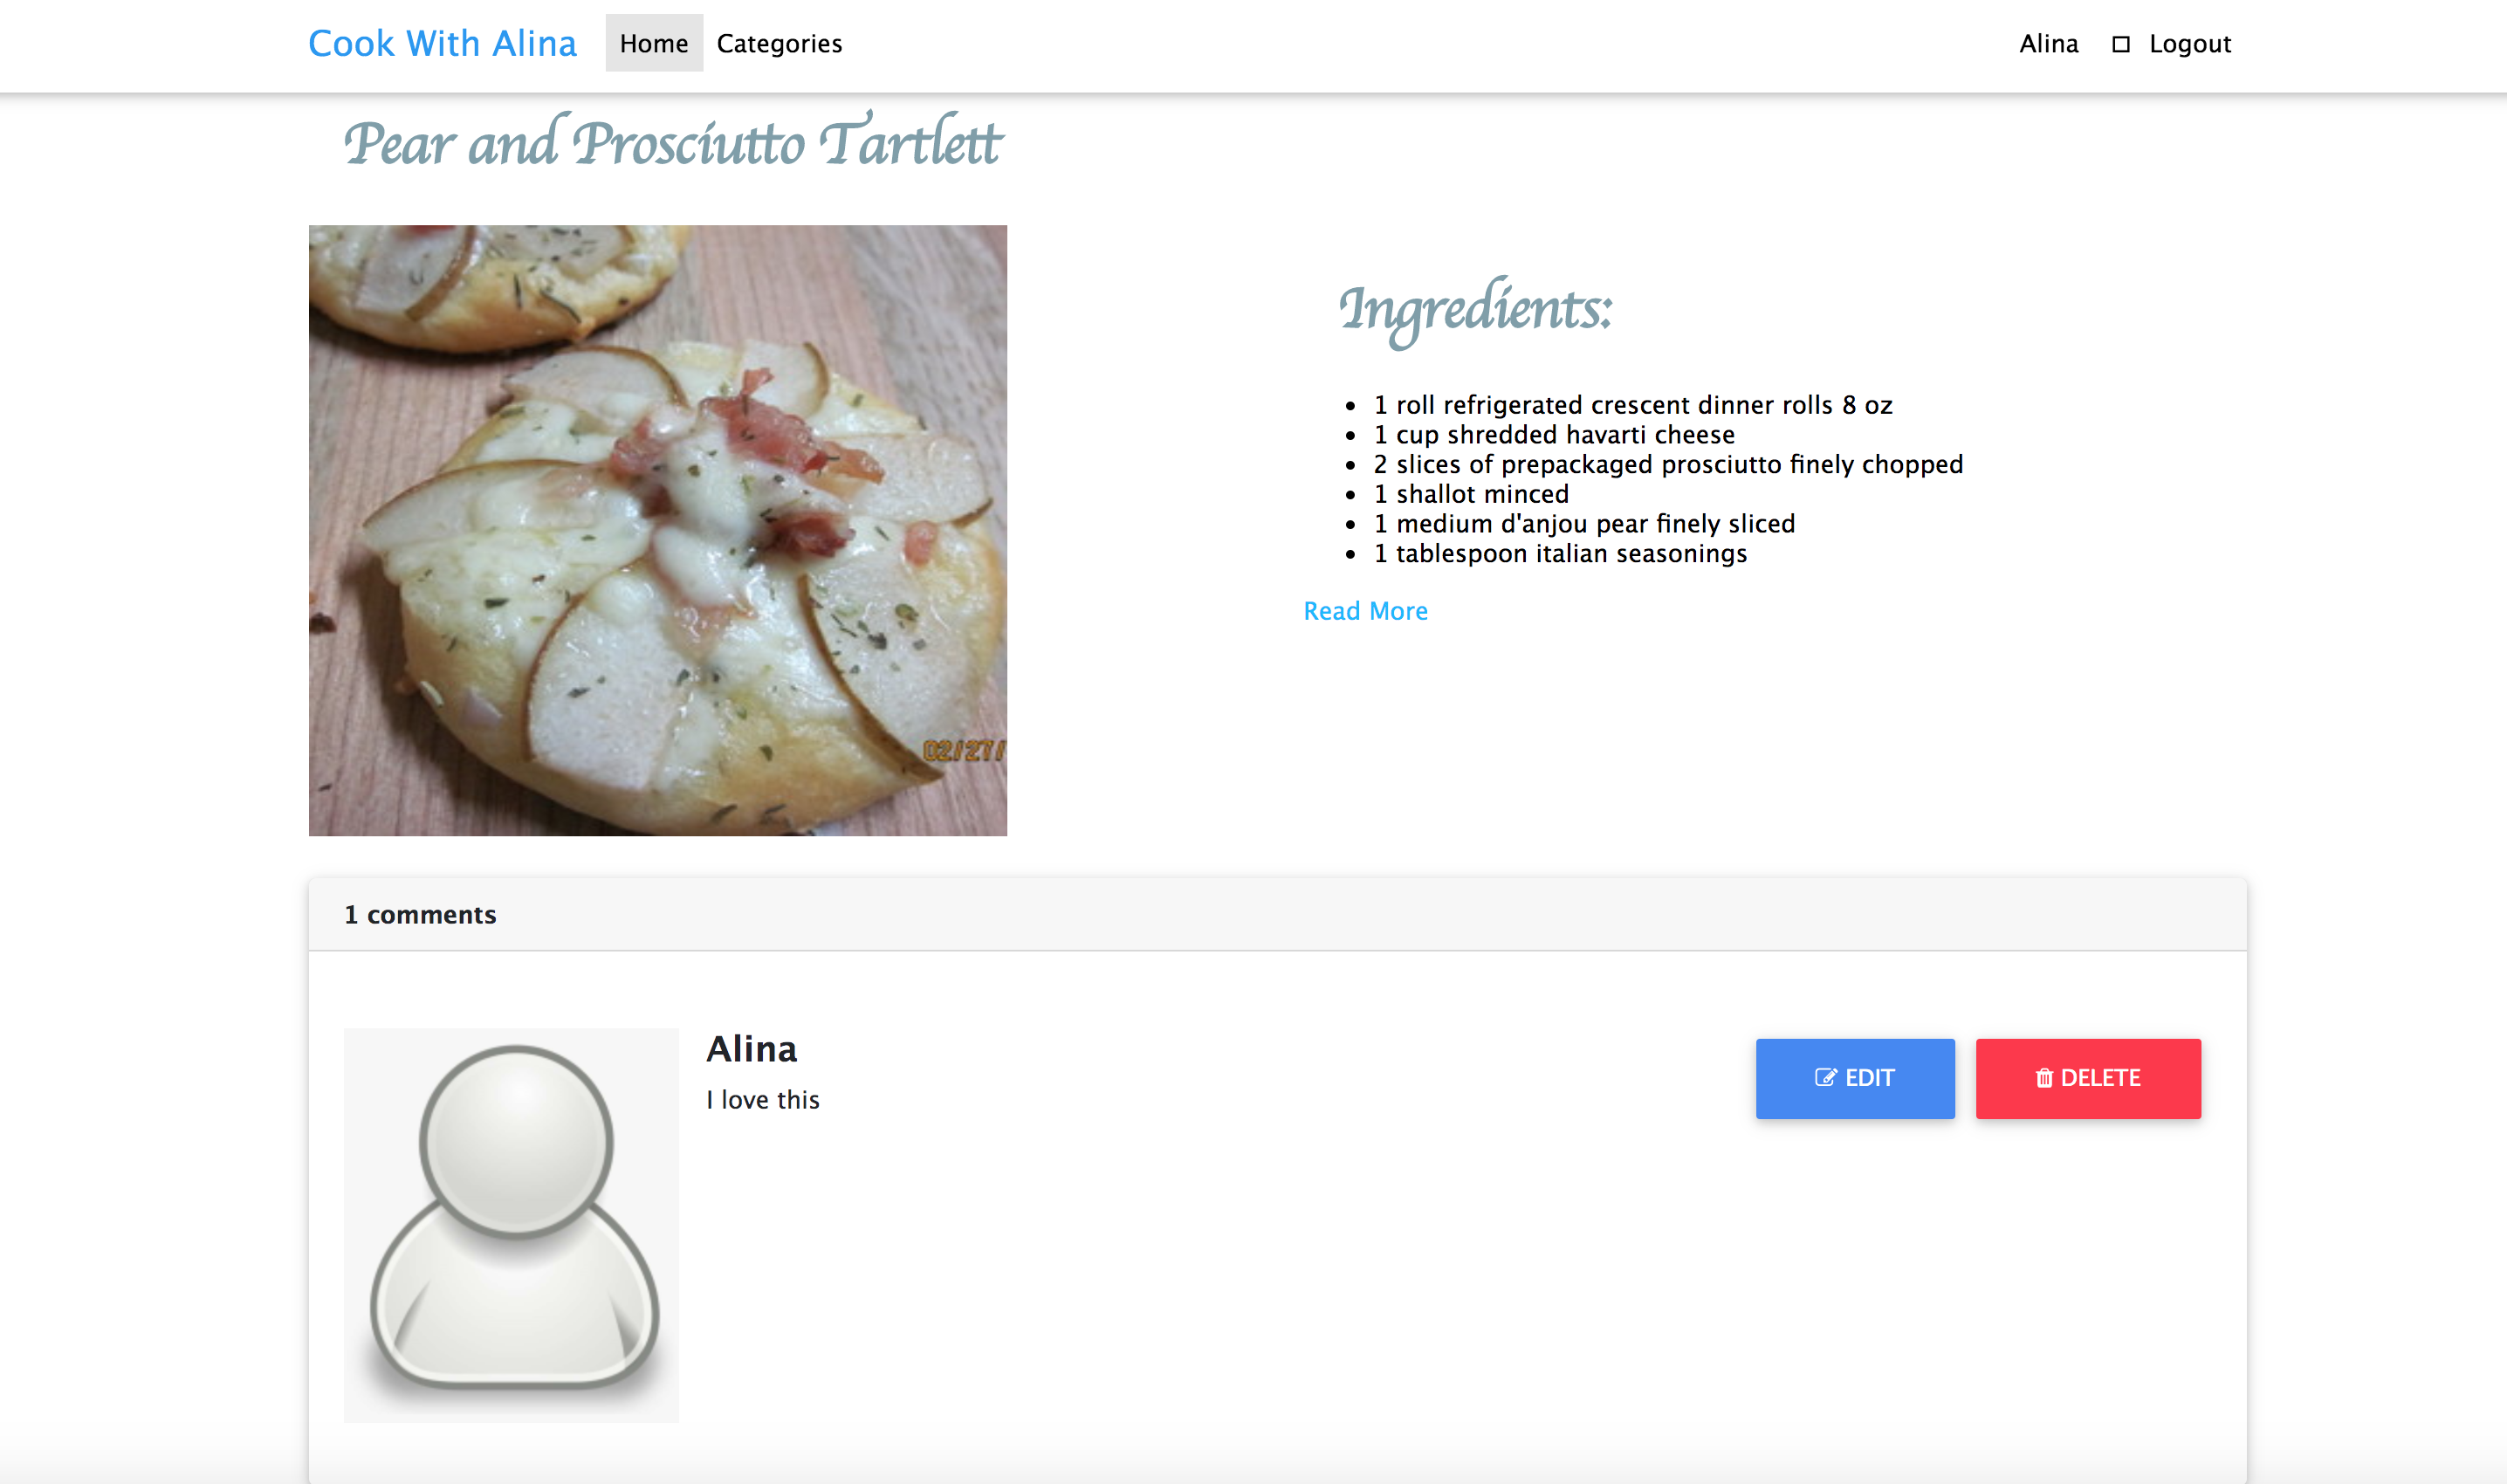 Cook With Alina Home Categories Alina Logout
Pear and Prosciutto Tartlett
Ingredients:
1 roll refrigerated crescent dinner rolls 8 oz
1 cup shredded havarti cheese
2 slices of prepackaged prosciutto finely chopped
1 shallot minced
1 medium d'anjou pear finely sliced
1 tablespoon italian seasonings
Read More
02/27/
1 comments
Alina
I love this
EDIT DELETE